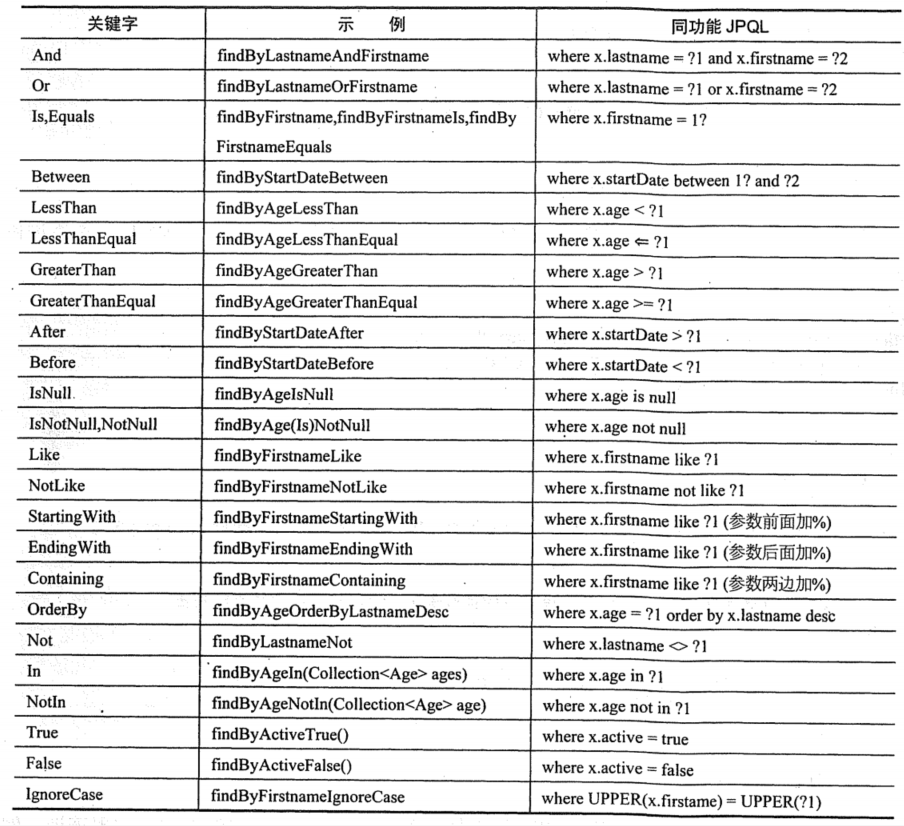 关键字 示 例 同功能 JPQL
And findByLastnameAndFirstname where x.lastname = ?1 and x.firstname = ?2
Or findByLastnameOrFirstname where x.lastname = ?1 or x.firstname = ?2
Is,Equals findByFirstname,findByFirstnameIs,findBy where x.firstname = 1?
FirstnameEquals
Between findByStartDateBetween where x.startDate between 1? and ?2
LessThan findByAgeLessThan where x.age < ?1
LessThanEqual findByAgeLessThanEqual where x.age ⇐ ?1
GreaterThan findByAgeGreaterThan where x.age > ?1
GreaterThanEqual findByAgeGreaterThanEqual where x.age >= ?1
After findByStartDateAfter where x.startDate > ?1
Before findByStartDateBefore where x.startDate < ?1
IsNull findByAgeIsNull where x.age is null
IsNotNull,NotNull findByAge(Is)NotNull where x.age not null
Like findByFirstnameLike where x.firstname like ?1
NotLike findByFirstnameNotLike where x.firstname not like ?1
StartingWith findByFirstnameStartingWith where x.firstname like ?1 (参数前面加%)
EndingWith findByFirstnameEndingWith where x.firstname like ?1 (参数后面加%)
Containing findByFirstnameContaining where x.firstname like ?1 (参数两边加%)
OrderBy findByAgeOrderByLastnameDesc where x.age = ?1 order by x.lastname desc
Not findByLastnameNot where x.lastname <> ?1
In findByAgeIn(Collection<Age> ages) where x.age in ?1
NotIn findByAgeNotIn(Collection<Age> age) where x.age not in ?1
True findByActiveTrue() where x.active = true
False findByActiveFalse() where x.active = false
IgnoreCase findByFirstnameIgnoreCase where UPPER(x.firstame) = UPPER(?1)